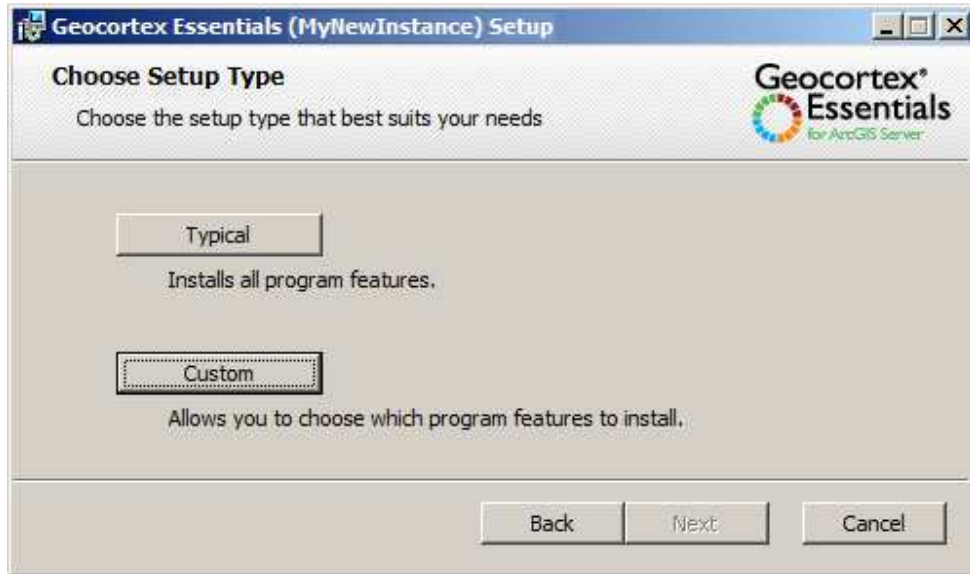 Geocortex Essentials (MyNewInstance) Setup
Choose Setup Type
Choose the setup type that best suits your needs
Geocortex®
Essentials
for ArcGIS Server
Typical
Installs all program features.
Custom
Allows you to choose which program features to install.
Back Next Cancel